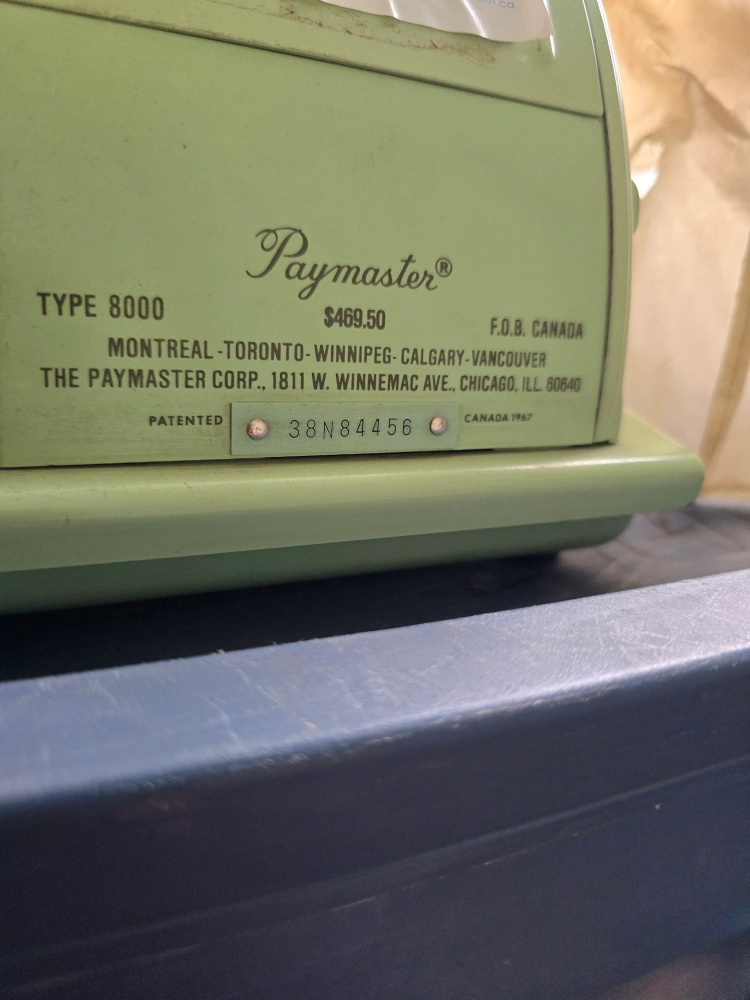 Paymaster®
TYPE 8000
$469.50
F.O.B. CANADA
MONTREAL - TORONTO - WINNIPEG - CALGARY - VANCOUVER
THE PAYMASTER CORP., 1811 W. WINNEMAC AVE., CHICAGO, ILL. 60640
PATENTED 38N84456 CANADA 1967